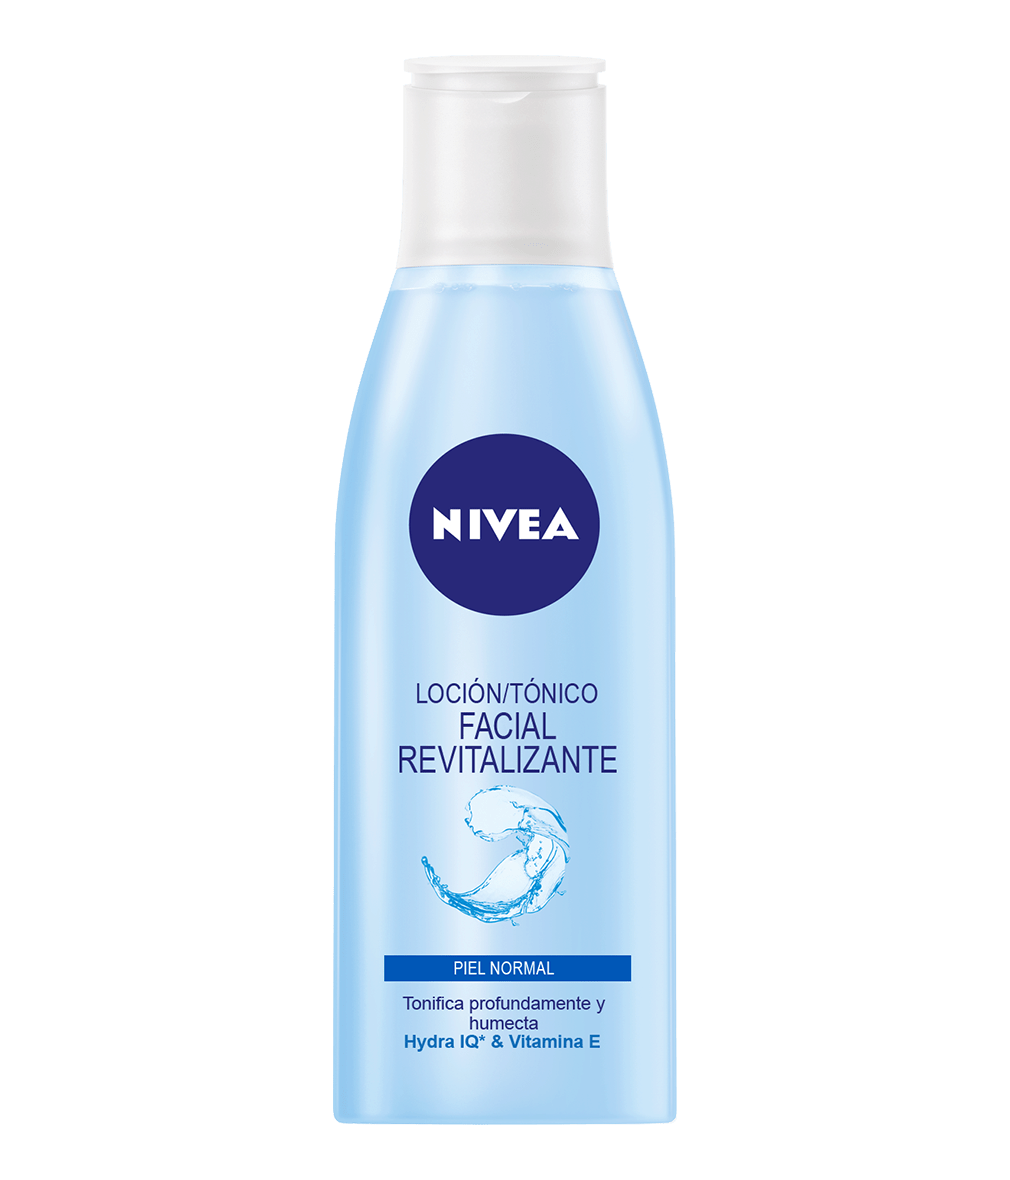 NIVEA
LOCIÓN/TÓNICO
FACIAL
REVITALIZANTE
PIEL NORMAL
Tonifica profundamente y
humecta
Hydra IQ* & Vitamina E